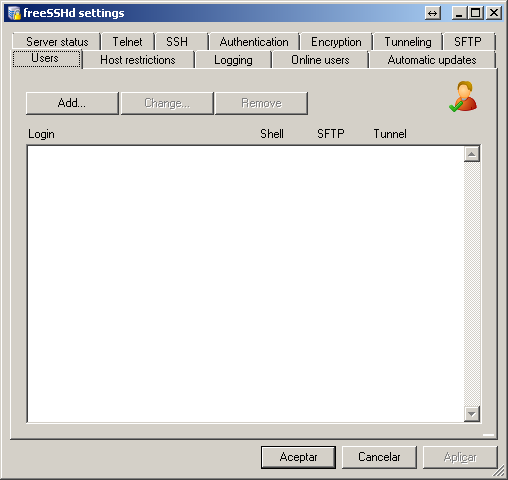 freeSSHd settings
Server status Telnet SSH Authentication Encryption Tunneling SFTP
Users Host restrictions Logging Online users Automatic updates
Add... Change... Remove
Login Shell SFTP Tunnel
Aceptar Cancelar Aplicar